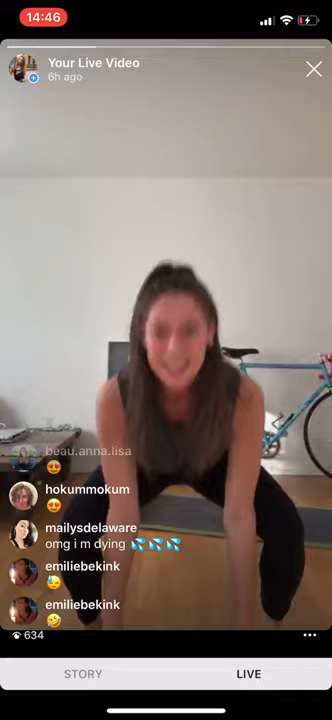 14:46
Your Live Video
6h ago
beau.anna.lisa
😍
hokummokum
😍
mailysdelaware
omg i m dying 💦💦💦
emiliebekink
😓
emiliebekink
🤣
634
STORY
LIVE